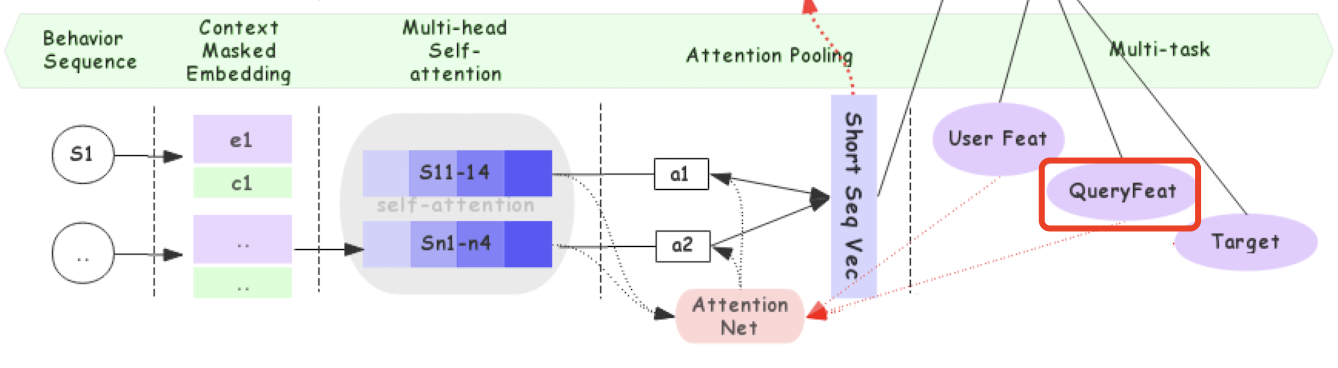 Behavior
Sequence
Context
Masked
Embedding
Multi-head
Self-
attention
Attention Pooling
Multi-task
S1
e1
c1
S11-14
self-attention
Sn1-n4
..
..
..
a1
a2
Attention
Net
Short Seq Vec
User Feat
QueryFeat
Target